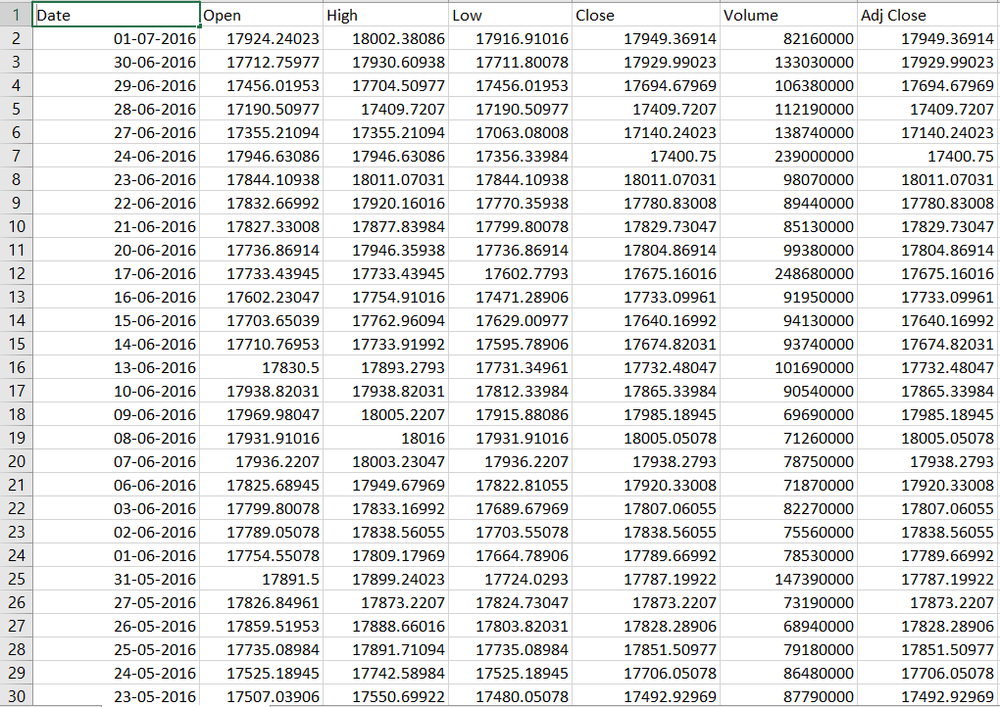 1 Date Open High Low Close Volume Adj Close
2 01-07-2016 17924.24023 18002.38086 17916.91016 17949.36914 82160000 17949.36914
3 30-06-2016 17712.75977 17930.60938 17711.80078 17929.99023 133030000 17929.99023
4 29-06-2016 17456.01953 17704.50977 17456.01953 17694.67969 106380000 17694.67969
5 28-06-2016 17190.50977 17409.7207 17190.50977 17409.7207 112190000 17409.7207
6 27-06-2016 17355.21094 17355.21094 17063.08008 17140.24023 138740000 17140.24023
7 24-06-2016 17946.63086 17946.63086 17356.33984 17400.75 239000000 17400.75
8 23-06-2016 17844.10938 18011.07031 17844.10938 18011.07031 98070000 18011.07031
9 22-06-2016 17832.66992 17920.16016 17770.35938 17780.83008 89440000 17780.83008
10 21-06-2016 17827.33008 17877.83984 17799.80078 17829.73047 85130000 17829.73047
11 20-06-2016 17736.86914 17946.35938 17736.86914 17804.86914 99380000 17804.86914
12 17-06-2016 17733.43945 17733.43945 17602.7793 17675.16016 248680000 17675.16016
13 16-06-2016 17602.23047 17754.91016 17471.28906 17733.09961 91950000 17733.09961
14 15-06-2016 17703.65039 17762.96094 17629.00977 17640.16992 94130000 17640.16992
15 14-06-2016 17710.76953 17733.91992 17595.78906 17674.82031 93740000 17674.82031
16 13-06-2016 17830.5 17893.2793 17731.34961 17732.48047 101690000 17732.48047
17 10-06-2016 17938.82031 17938.82031 17812.33984 17865.33984 90540000 17865.33984
18 09-06-2016 17969.98047 18005.2207 17915.88086 17985.18945 69690000 17985.18945
19 08-06-2016 17931.91016 18016 17931.91016 18005.05078 71260000 18005.05078
20 07-06-2016 17936.2207 18003.23047 17936.2207 17938.2793 78750000 17938.2793
21 06-06-2016 17825.68945 17949.67969 17822.81055 17920.33008 71870000 17920.33008
22 03-06-2016 17799.80078 17833.16992 17689.67969 17807.06055 82270000 17807.06055
23 02-06-2016 17789.05078 17838.56055 17703.55078 17838.56055 75560000 17838.56055
24 01-06-2016 17754.55078 17809.17969 17664.78906 17789.66992 78530000 17789.66992
25 31-05-2016 17891.5 17899.24023 17724.0293 17787.19922 147390000 17787.19922
26 27-05-2016 17826.84961 17873.2207 17824.73047 17873.2207 73190000 17873.2207
27 26-05-2016 17859.51953 17888.66016 17803.82031 17828.28906 68940000 17828.28906
28 25-05-2016 17735.08984 17891.71094 17735.08984 17851.50977 79180000 17851.50977
29 24-05-2016 17525.18945 17742.58984 17525.18945 17706.05078 86480000 17706.05078
30 23-05-2016 17507.03906 17550.69922 17480.05078 17492.92969 87790000 17492.92969